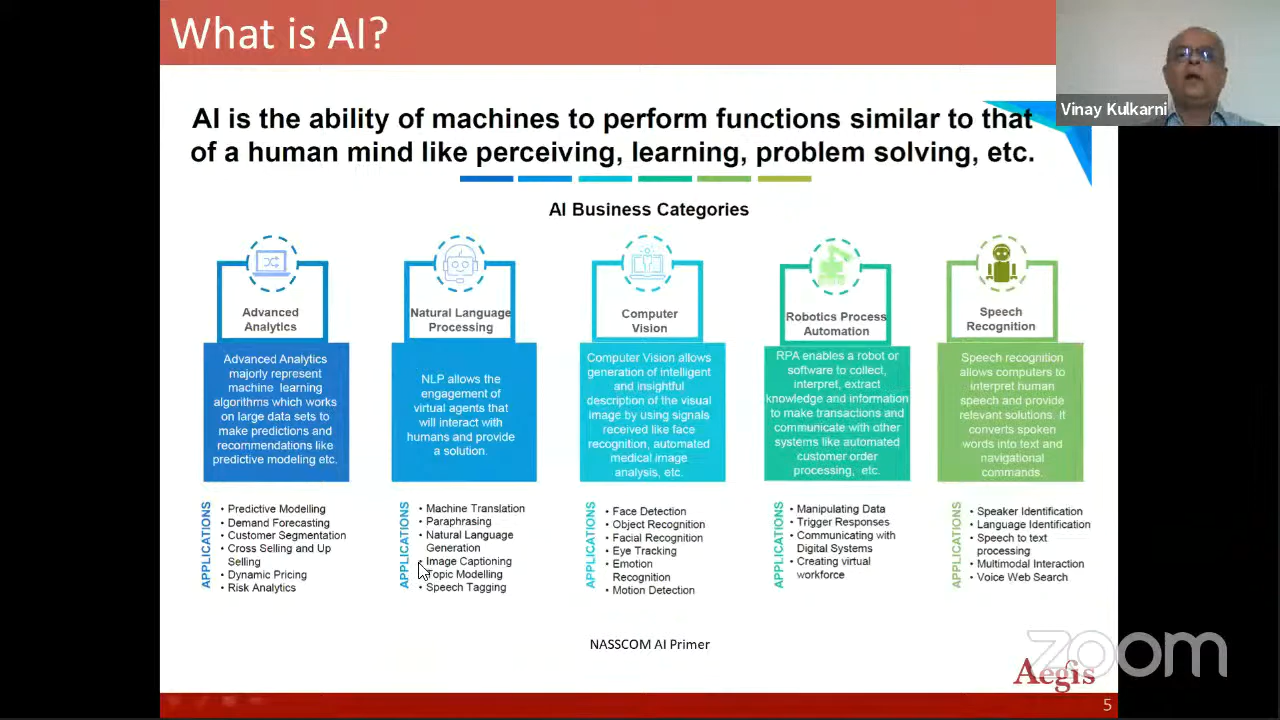 What is AI?
Vinay Kulkarni
AI is the ability of machines to perform functions similar to that
of a human mind like perceiving, learning, problem solving, etc.
AI Business Categories
Advanced
Analytics
Advanced Analytics
majorly represent
machine learning
algorithms which works
on large data sets to
make predictions and
recommendations like
predictive modeling etc.
APPLICATIONS
• Predictive Modelling
• Demand Forecasting
• Customer Segmentation
• Cross Selling and Up
Selling
• Dynamic Pricing
• Risk Analytics
Natural Language
Processing
NLP allows the
engagement of
virtual agents that
will interact with
humans and provide
a solution.
APPLICATIONS
• Machine Translation
• Paraphrasing
• Natural Language
Generation
• Image Captioning
• Topic Modelling
• Speech Tagging
Computer
Vision
Computer Vision allows
generation of intelligent
and insightful
description of the visual
image by using signals
received like face
recognition, automated
medical image
analysis, etc.
APPLICATIONS
• Face Detection
• Object Recognition
• Facial Recognition
• Eye Tracking
• Emotion
Recognition
• Motion Detection
Robotics Process
Automation
RPA enables a robot or
software to collect,
interpret, extract
knowledge and information
to make transactions and
communicate with other
systems like automated
customer order
processing, etc.
APPLICATIONS
• Manipulating Data
• Trigger Responses
• Communicating with
Digital Systems
• Creating virtual
workforce
Speech
Recognition
Speech recognition
allows computers to
interpret human
speech and provide
relevant solutions. It
converts spoken
words into text and
navigational
commands.
APPLICATIONS
• Speaker Identification
• Language Identification
• Speech to text
processing
• Multimodal Interaction
• Voice Web Search
NASSCOM AI Primer
zoom
Aegis
5